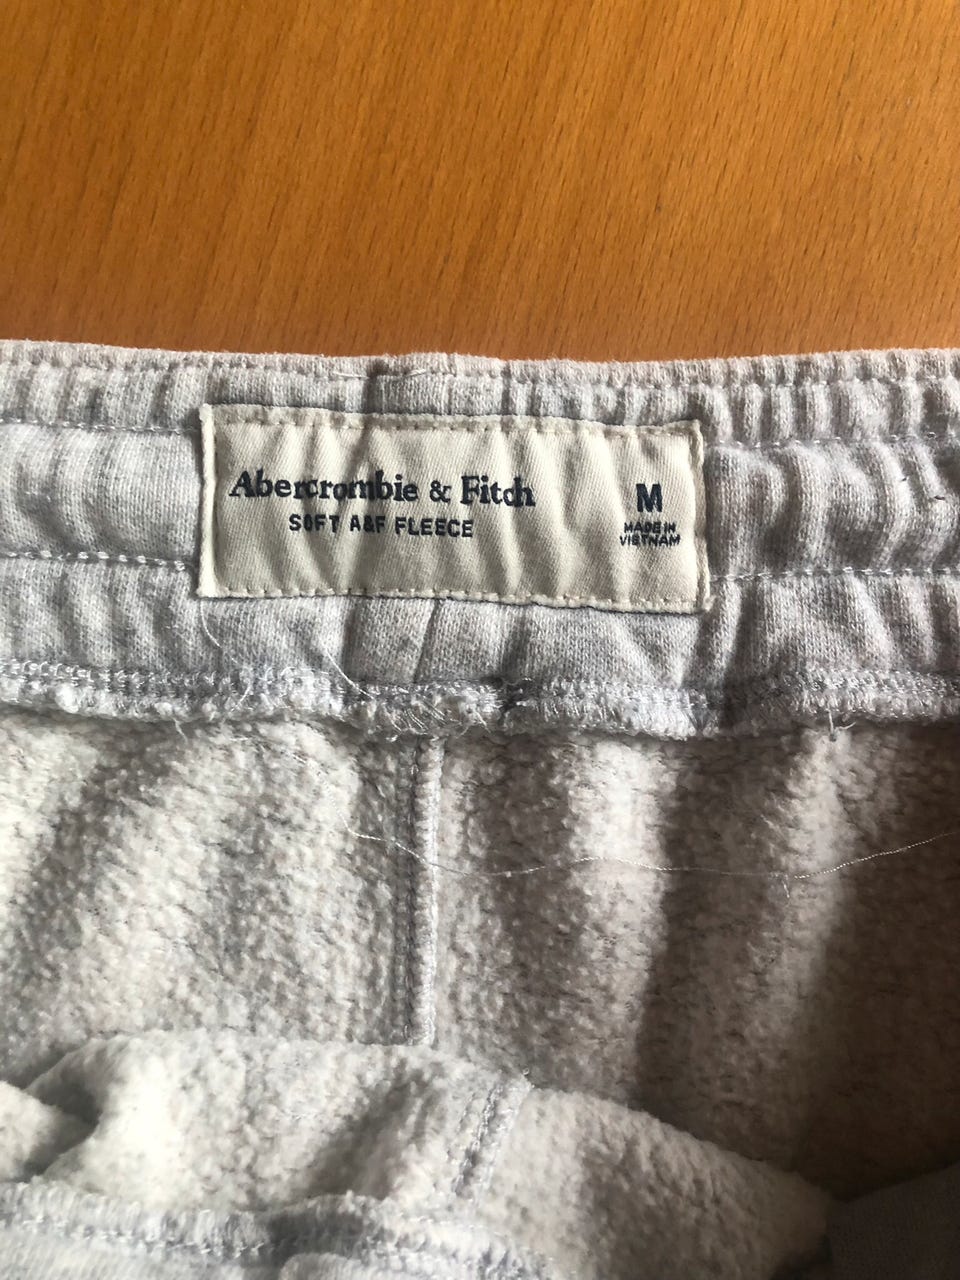 Abercrombie & Fitch
SOFT A&F FLEECE
M
MADE IN
VIETNAM